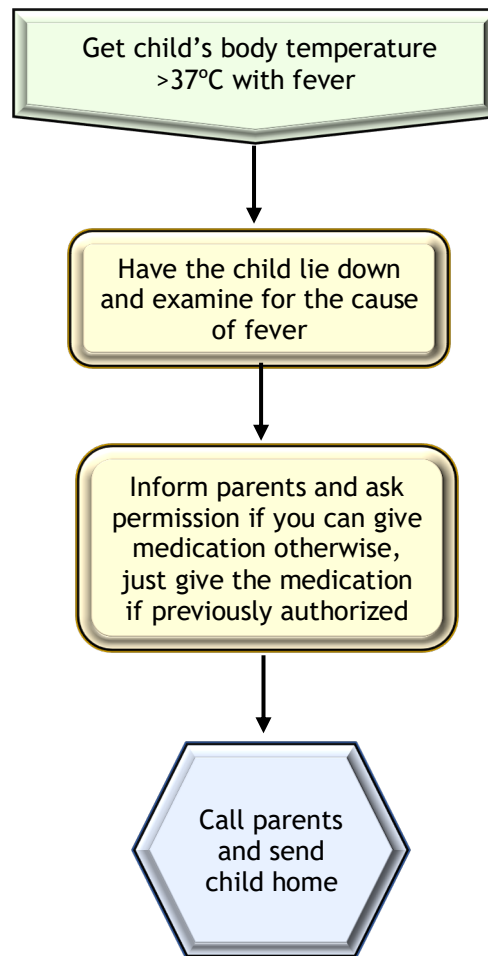 Get child’s body temperature
>37ºC with fever
Have the child lie down
and examine for the cause
of fever
Inform parents and ask
permission if you can give
medication otherwise,
just give the medication
if previously authorized
Call parents
and send
child home